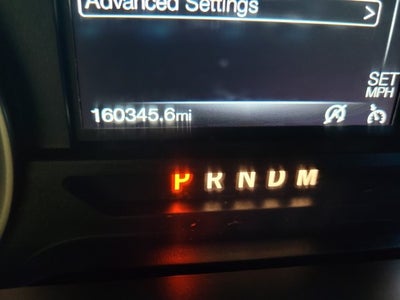 Advanced Settings >
SET
MPH
160345.6mi
P R N D M